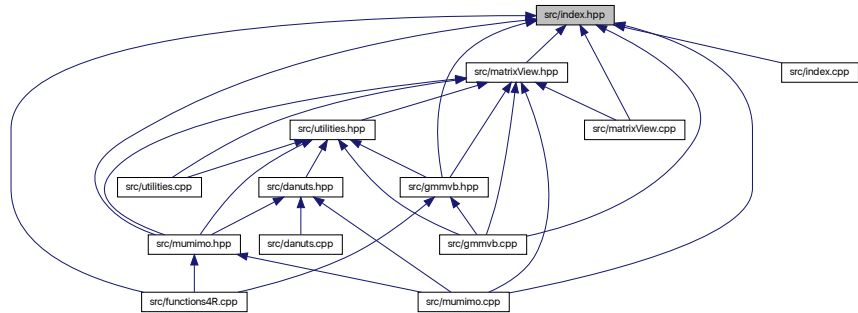 src/index.hpp
src/matrixView.hpp
src/index.cpp
src/utilities.hpp
src/matrixView.cpp
src/utilities.cpp
src/danuts.hpp
src/gmmvb.hpp
src/mumimo.hpp
src/danuts.cpp
src/gmmvb.cpp
src/functions4R.cpp
src/mumimo.cpp